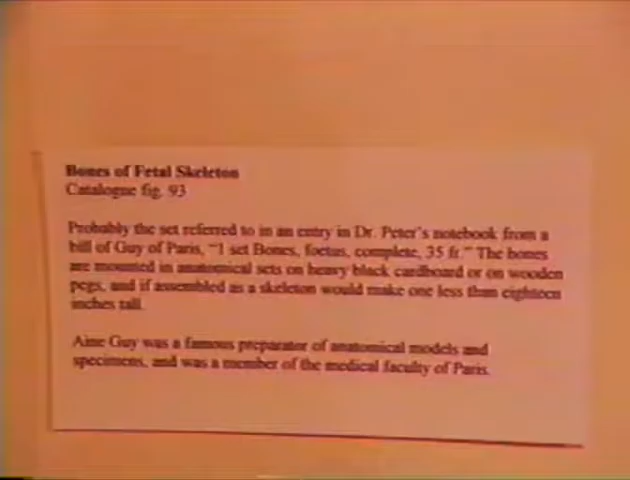 Bones of Fetal Skeleton
Catalogue fig. 93
Probably the set referred to in an entry in Dr. Peter's notebook from a
bill of Guy of Paris, "1 set Bones, foetus, complete, 35 fr." The bones
are mounted in anatomical sets on heavy black cardboard or on wooden
pegs, and if assembled as a skeleton would make one less than eighteen
inches tall.
Aine Guy was a famous preparator of anatomical models and
specimens, and was a member of the medical faculty of Paris.